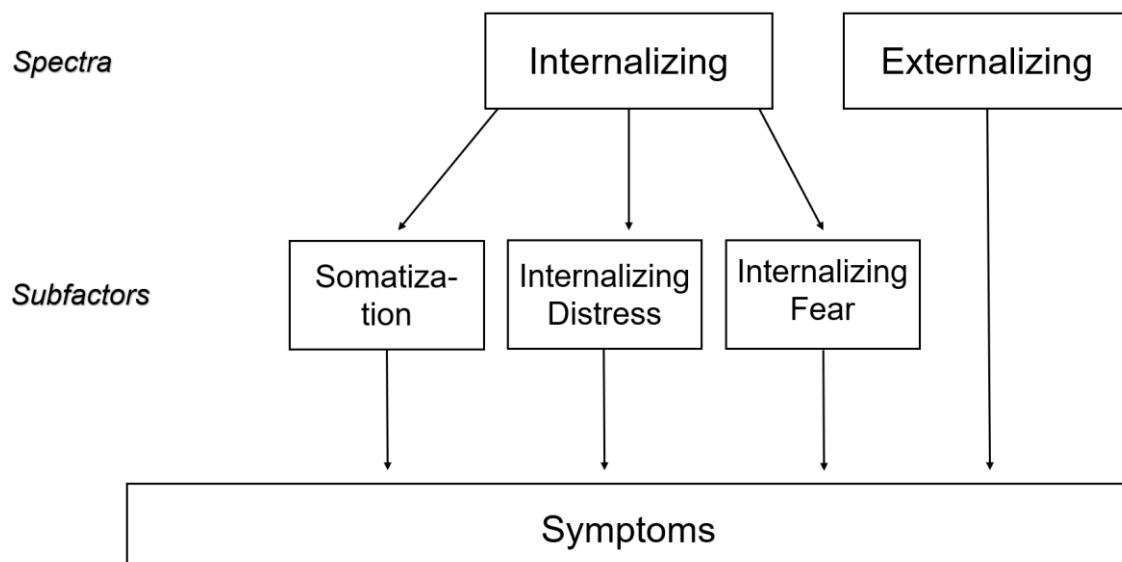 Spectra
Internalizing
Externalizing
Subfactors
Somatiza-
tion
Internalizing
Distress
Internalizing
Fear
Symptoms